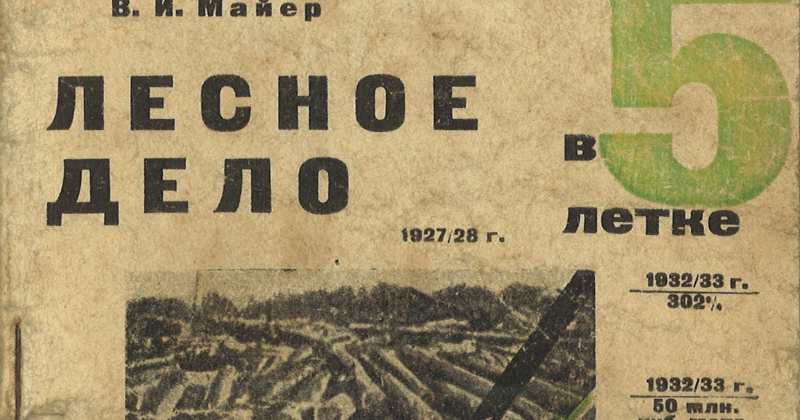 В. И. Майер
ЛЕСНОЕ
ДЕЛО
в 5
летке
1927/28 г.
1932/33 г.
302%
1932/33 г.
50 млн.